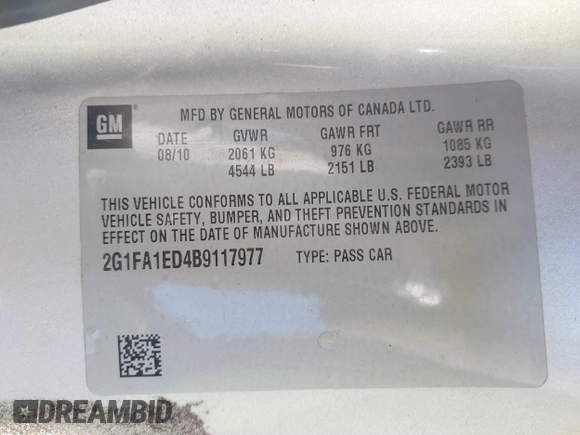 GM
MFD BY GENERAL MOTORS OF CANADA LTD.
DATE GVWR GAWR FRT GAWR RR
08/10 2061 KG 976 KG 1085 KG
4544 LB 2151 LB 2393 LB
THIS VEHICLE CONFORMS TO ALL APPLICABLE U.S. FEDERAL MOTOR
VEHICLE SAFETY, BUMPER, AND THEFT PREVENTION STANDARDS IN
EFFECT ON THE DATE OF MANUFACTURE SHOWN ABOVE.
2G1FA1ED4B9117977 TYPE: PASS CAR
DREAMBID